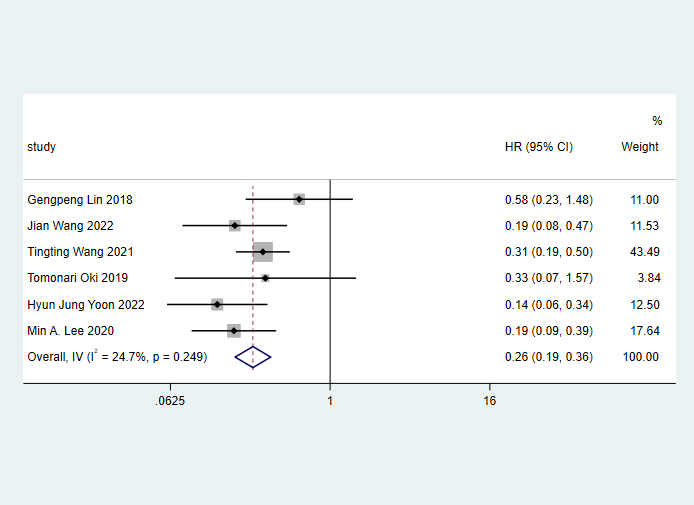 %
study HR (95% CI) Weight
Gengpeng Lin 2018 0.58 (0.23, 1.48) 11.00
Jian Wang 2022 0.19 (0.08, 0.47) 11.53
Tingting Wang 2021 0.31 (0.19, 0.50) 43.49
Tomonari Oki 2019 0.33 (0.07, 1.57) 3.84
Hyun Jung Yoon 2022 0.14 (0.06, 0.34) 12.50
Min A. Lee 2020 0.19 (0.09, 0.39) 17.64
Overall, IV (I² = 24.7%, p = 0.249) 0.26 (0.19, 0.36) 100.00
.0625 1 16